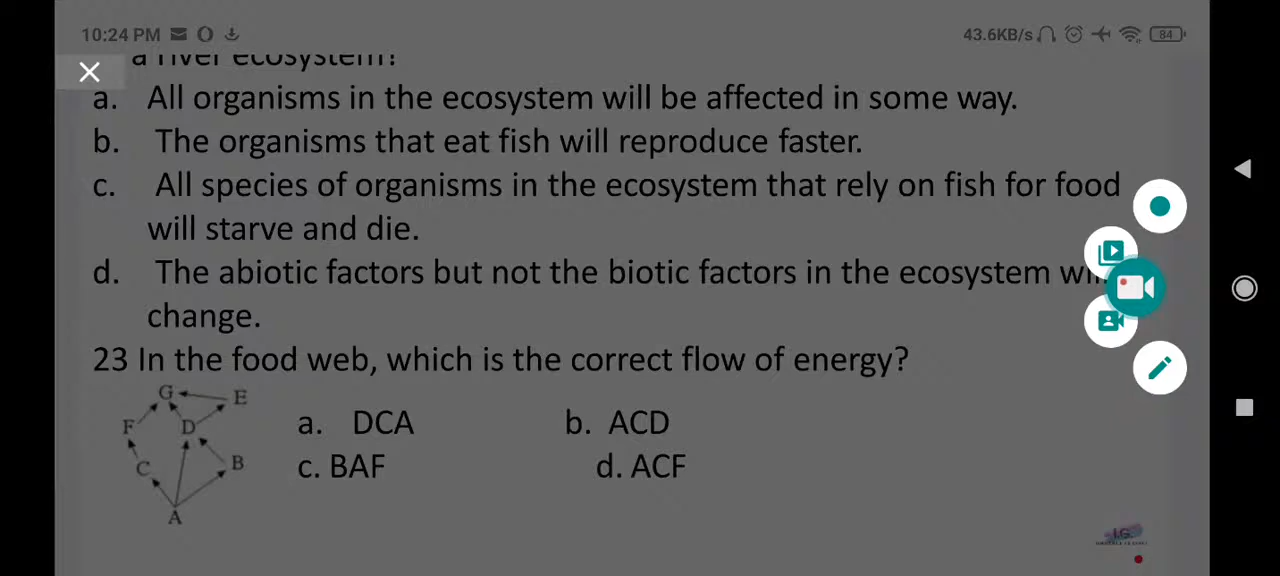 10:24 PM
43.6KB/s
84
a river ecosystem?
a. All organisms in the ecosystem will be affected in some way.
b. The organisms that eat fish will reproduce faster.
c. All species of organisms in the ecosystem that rely on fish for food
will starve and die.
d. The abiotic factors but not the biotic factors in the ecosystem will
change.
23 In the food web, which is the correct flow of energy?
G E
F D
a. DCA b. ACD
C B
c. BAF d. ACF
A
I.G